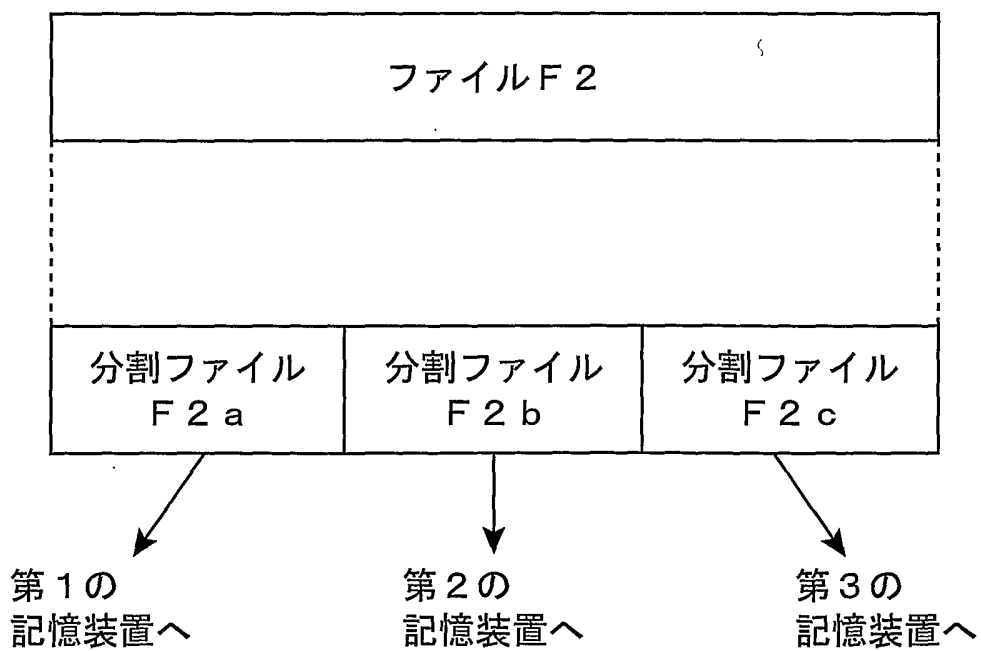 ファイルF2
分割ファイル
F2a
分割ファイル
F2b
分割ファイル
F2c
第1の
記憶装置へ
第2の
記憶装置へ
第3の
記憶装置へ